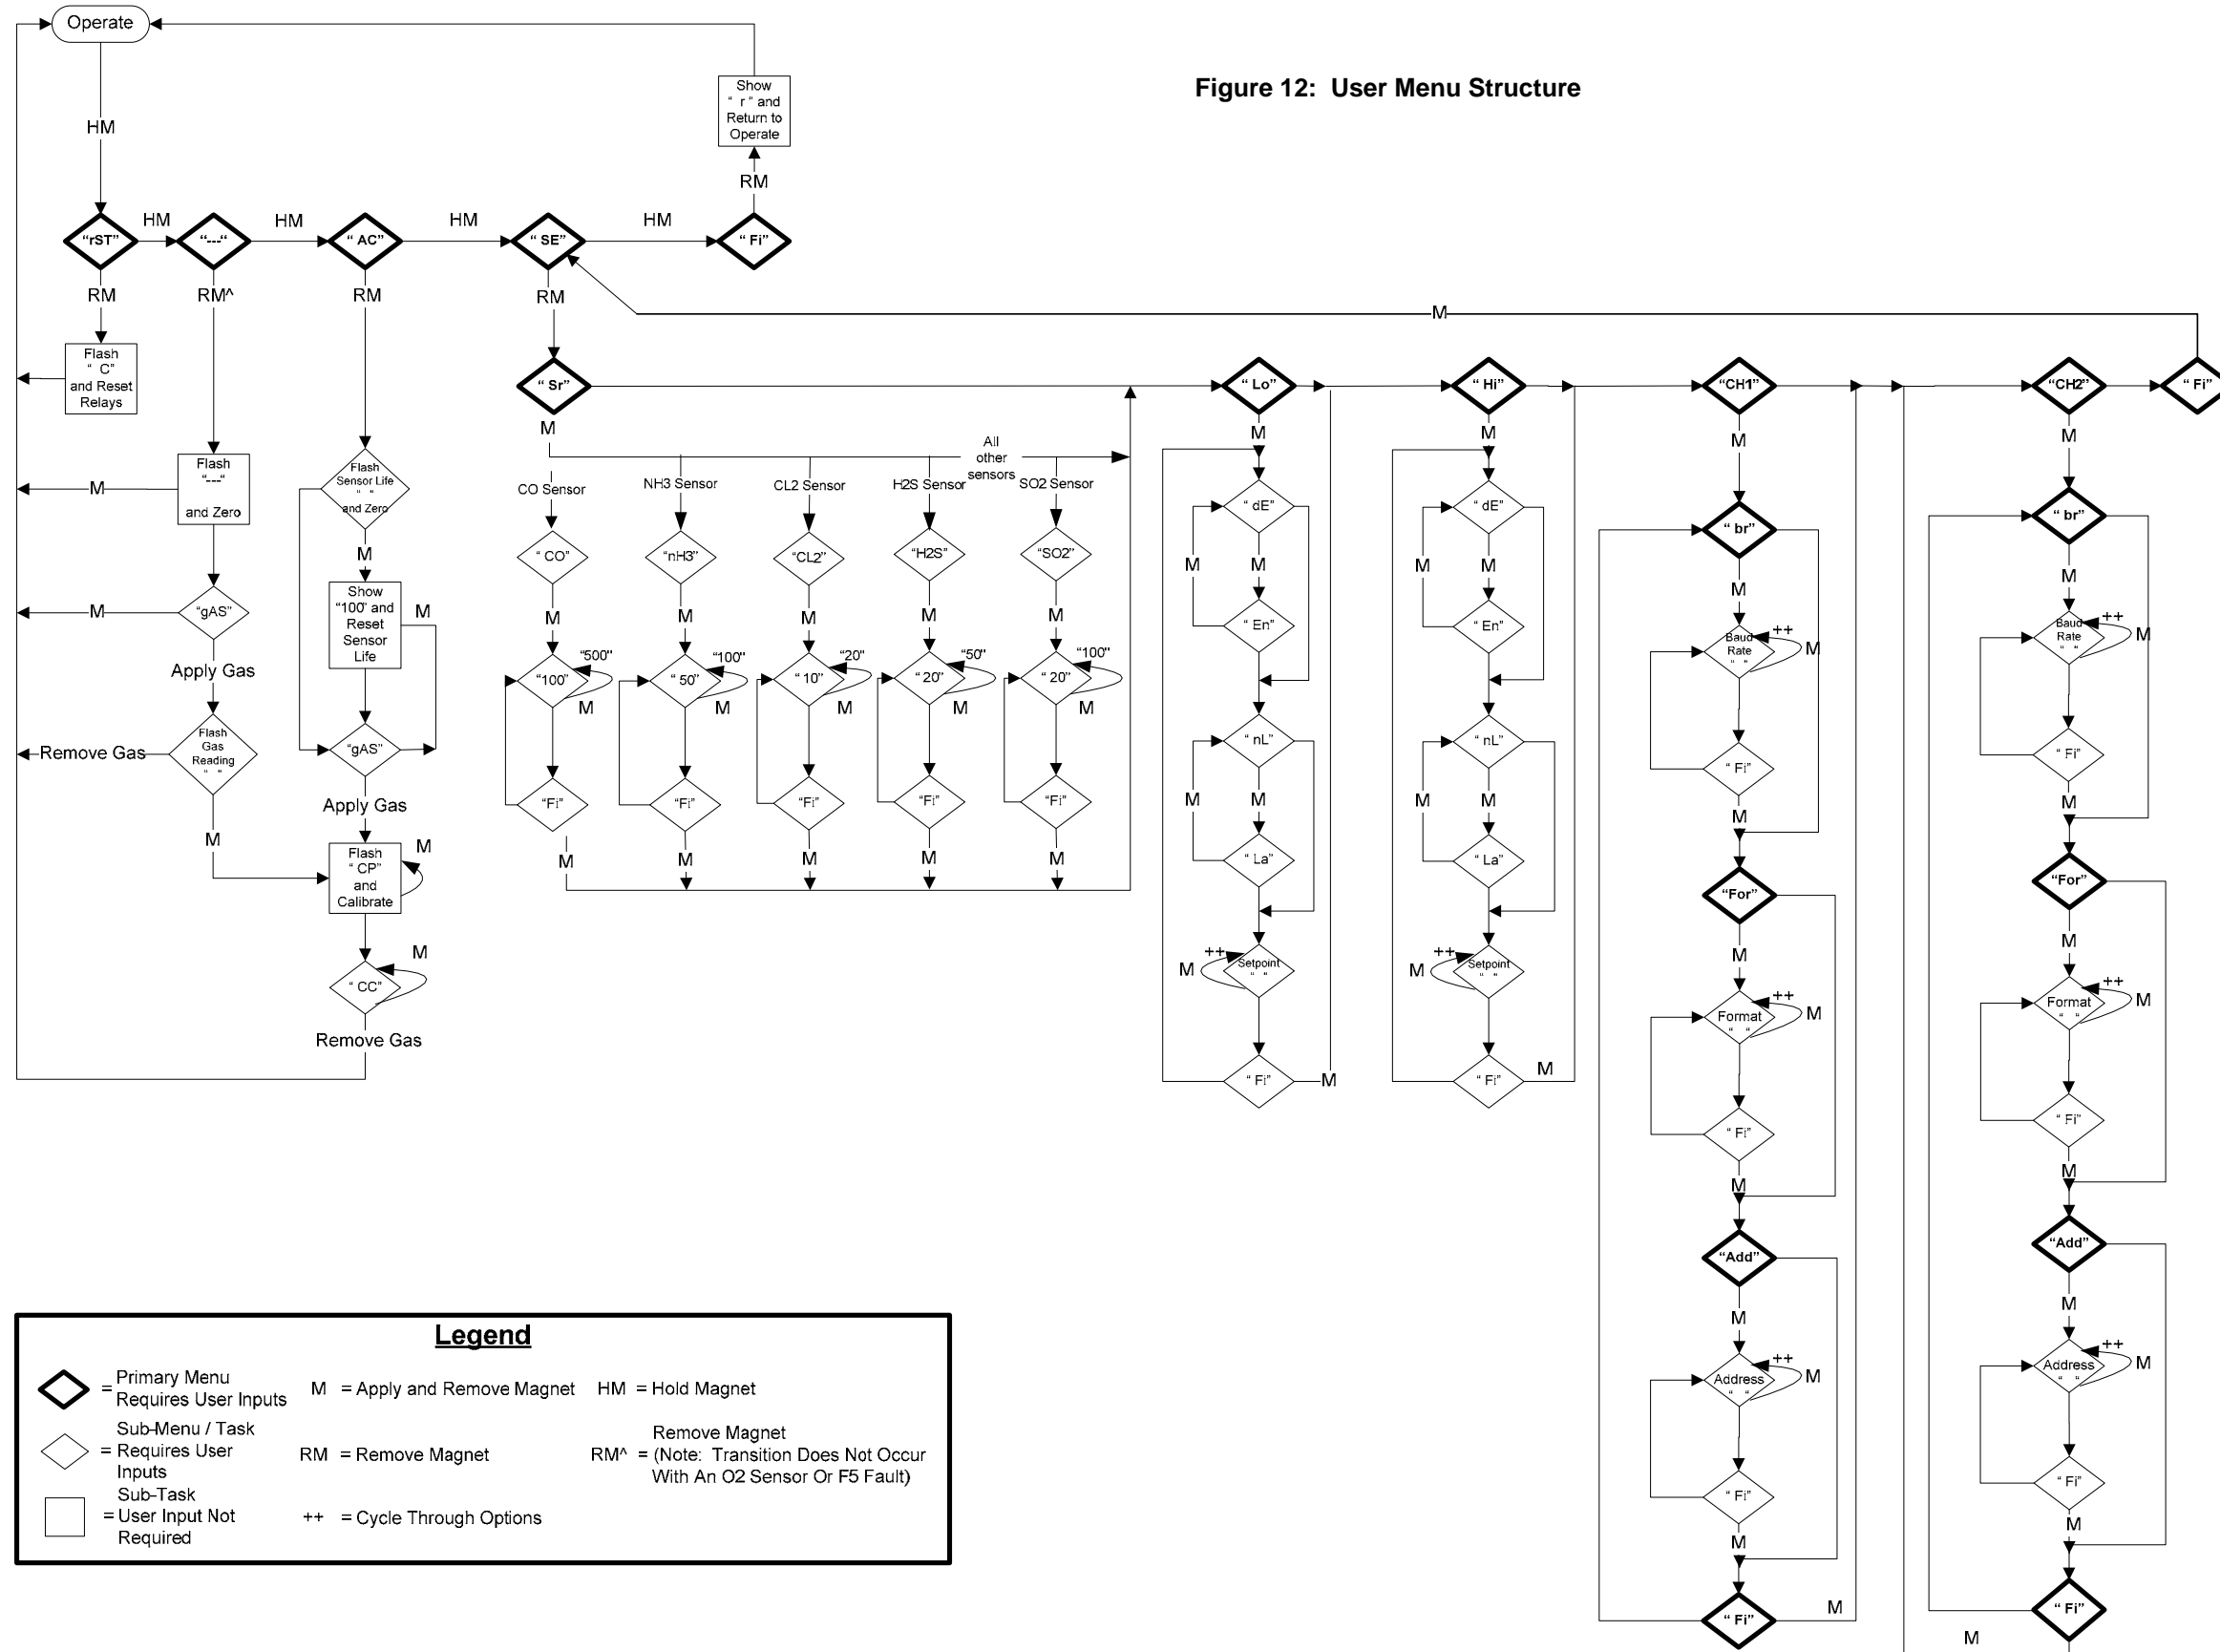 Figure 12:  User Menu Structure
Operate
HM
Show
“ r “ and
Return to
Operate
RM
“rST”
HM
“---“
HM
“ AC”
HM
“ SE”
HM
“ Fi”
RM
RM^
RM
RM
Flash
“  C”
and Reset
Relays
M
Flash
“---“
and Zero
M
“gAS”
Apply Gas
Flash
Gas
Reading
“  “
Remove Gas
M
Flash
Sensor Life
“  “
and Zero
M
Show
“100” and
Reset
Sensor
Life
M
“gAS”
Apply Gas
Flash
“ CP”
and
Calibrate
M
“ CC”
M
Remove Gas
“ Sr”
M
All
other
sensors
CO Sensor
“ CO”
M
“100”
“500”
M
“Fi”
M
NH3 Sensor
“nH3”
M
“ 50”
“100”
M
“Fi”
M
CL2 Sensor
“CL2”
M
“ 10”
“20”
M
“Fi”
M
H2S Sensor
“H2S”
M
“ 20”
“50”
M
“Fi”
M
SO2 Sensor
“SO2”
M
“ 20”
“100”
M
“Fi”
M
“ Lo”
M
“ dE”
M
M
“ En”
“ nL”
M
M
“ La”
++
M
Setpoint
“  “
“ Fi”
M
“ Hi”
M
“ dE”
M
M
“ En”
“ nL”
M
M
“ La”
++
M
Setpoint
“  “
“ Fi”
M
“CH1”
M
“ br”
M
Baud
Rate
“  “
++
M
“ Fi”
M
“For”
M
Format
“  “
++
M
“ Fi”
M
“Add”
M
Address
“  “
++
M
“ Fi”
M
“ Fi”
M
“CH2”
M
“ br”
M
Baud
Rate
“  “
++
M
“ Fi”
M
“For”
M
Format
“  “
++
M
“ Fi”
M
“Add”
M
Address
“  “
++
M
“ Fi”
M
“ Fi”
M
“ Fi”
M
Legend
= Primary Menu
Requires User Inputs
M = Apply and Remove Magnet
HM = Hold Magnet
Sub-Menu / Task
= Requires User
Inputs
RM = Remove Magnet
Remove Magnet
RM^ = (Note:  Transition Does Not Occur
With An O2 Sensor Or F5 Fault)
Sub-Task
= User Input Not
Required
++ = Cycle Through Options